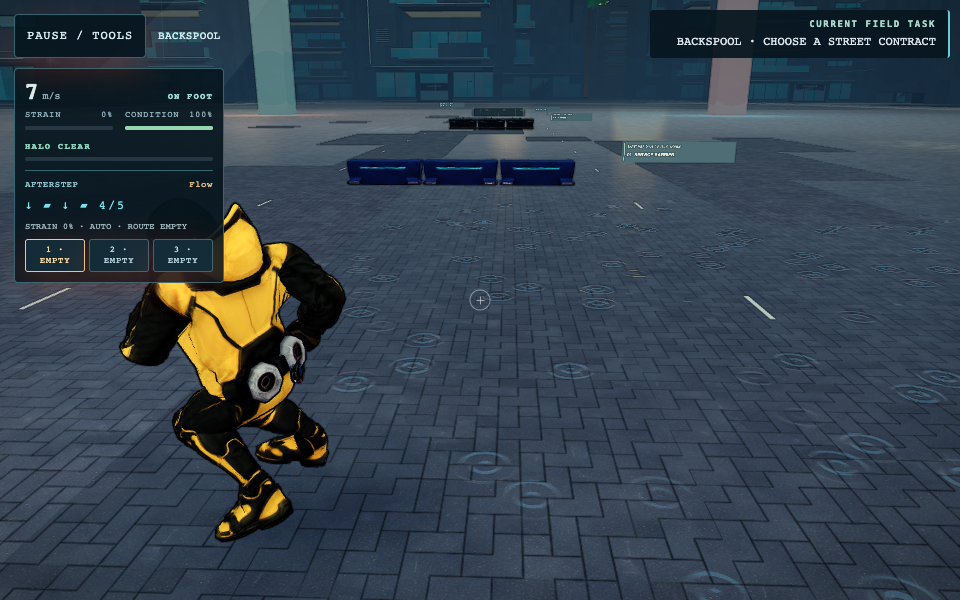 PAUSE / TOOLS
BACKSPOOL
CURRENT FIELD TASK
BACKSPOOL • CHOOSE A STREET CONTRACT
7 m/s
ON FOOT
STRAIN 0%
CONDITION 100%
HALO CLEAR
AFTERSTEP
Flow
↓ ▰ ↓ ▰ 4/5
STRAIN 0% · AUTO · ROUTE EMPTY
1 · EMPTY
2 · EMPTY
3 · EMPTY